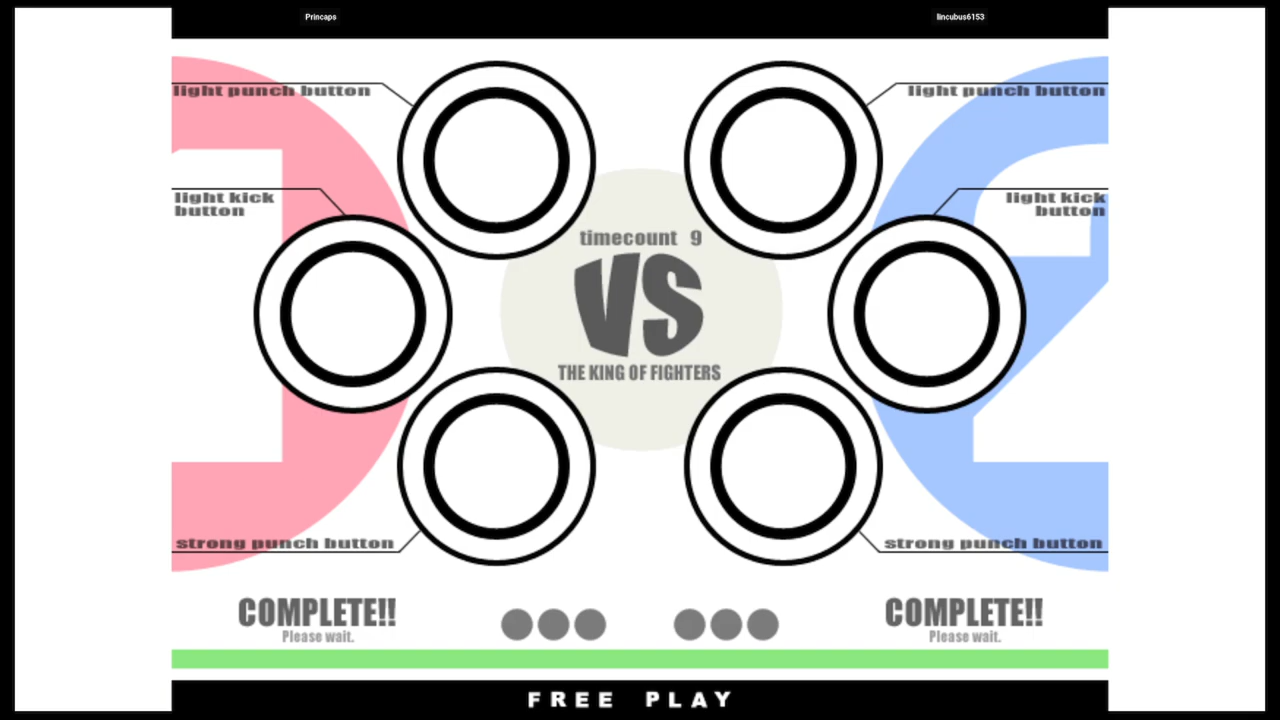 Princaps
lincubus6153
light punch button
light punch button
light kick
button
light kick
button
timecount 9
VS
THE KING OF FIGHTERS
strong punch button
strong punch button
COMPLETE!!
Please wait.
COMPLETE!!
Please wait.
FREE PLAY